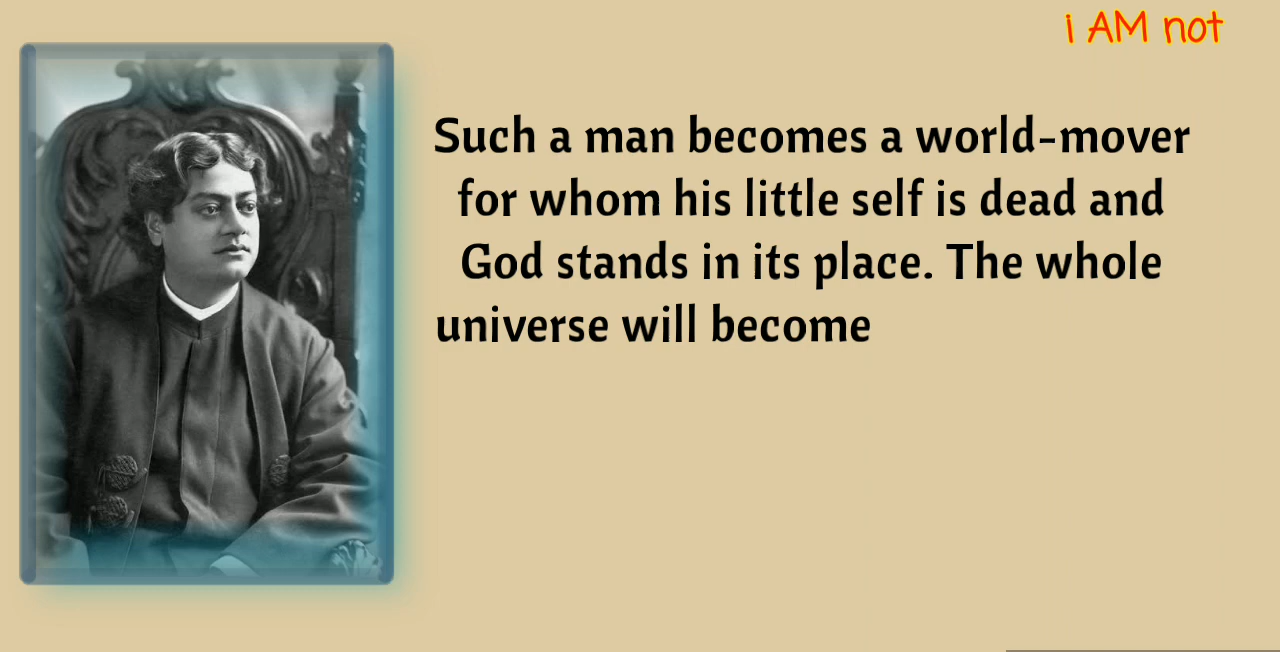 i AM not
Such a man becomes a world-mover
for whom his little self is dead and
God stands in its place. The whole
universe will become